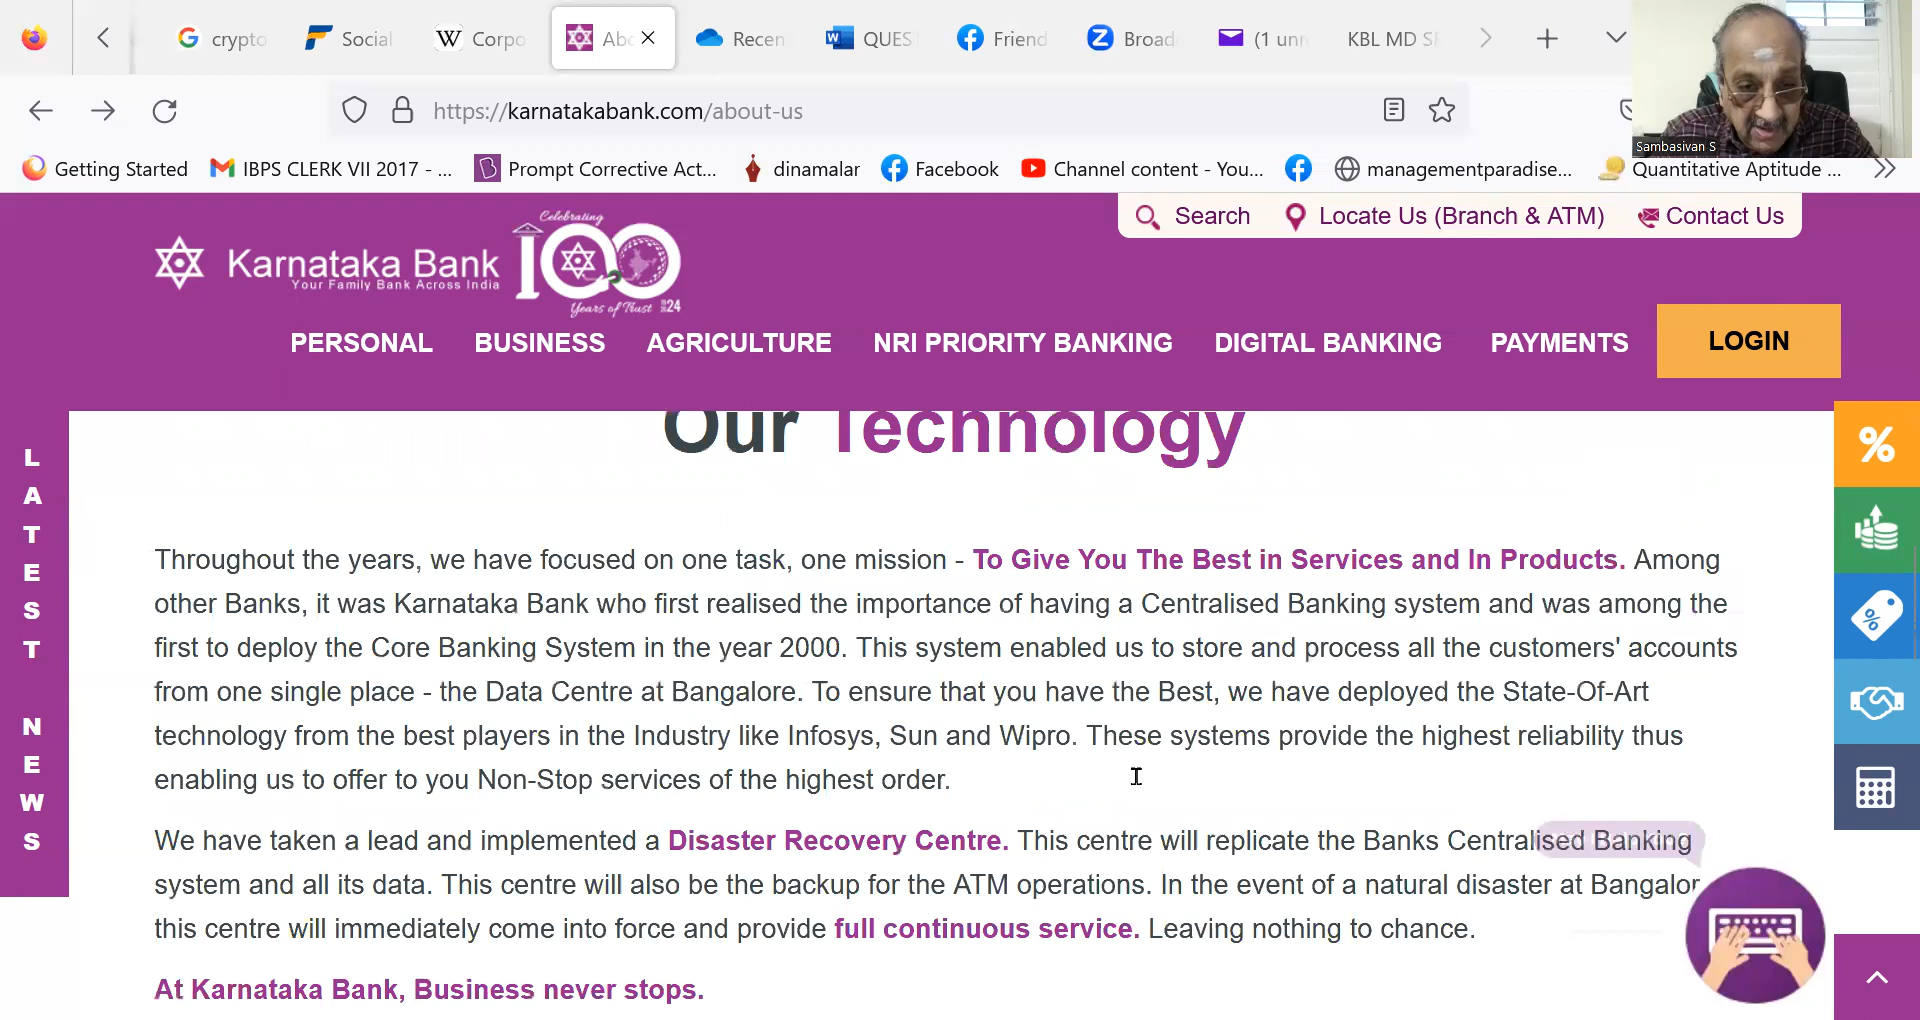 crypto
Social
W Corpo
Abo
Recen
QUES
Friend
Broad
(1 unr
KBL MD SP
https://karnatakabank.com/about-us
Sambasivan S
Getting Started
IBPS CLERK VII 2017 - ...
Prompt Corrective Act...
dinamalar
Facebook
Channel content - You...
managementparadise...
Quantitative Aptitude ...
Search
Locate Us (Branch & ATM)
Contact Us
Karnataka Bank
Your Family Bank Across India
Celebrating
100
Years of Trust
24
PERSONAL
BUSINESS
AGRICULTURE
NRI PRIORITY BANKING
DIGITAL BANKING
PAYMENTS
LOGIN
LATEST NEWS
Our Technology
Throughout the years, we have focused on one task, one mission - To Give You The Best in Services and In Products. Among
other Banks, it was Karnataka Bank who first realised the importance of having a Centralised Banking system and was among the
first to deploy the Core Banking System in the year 2000. This system enabled us to store and process all the customers' accounts
from one single place - the Data Centre at Bangalore. To ensure that you have the Best, we have deployed the State-Of-Art
technology from the best players in the Industry like Infosys, Sun and Wipro. These systems provide the highest reliability thus
enabling us to offer to you Non-Stop services of the highest order.
We have taken a lead and implemented a Disaster Recovery Centre. This centre will replicate the Banks Centralised Banking
system and all its data. This centre will also be the backup for the ATM operations. In the event of a natural disaster at Bangalor
this centre will immediately come into force and provide full continuous service. Leaving nothing to chance.
At Karnataka Bank, Business never stops.